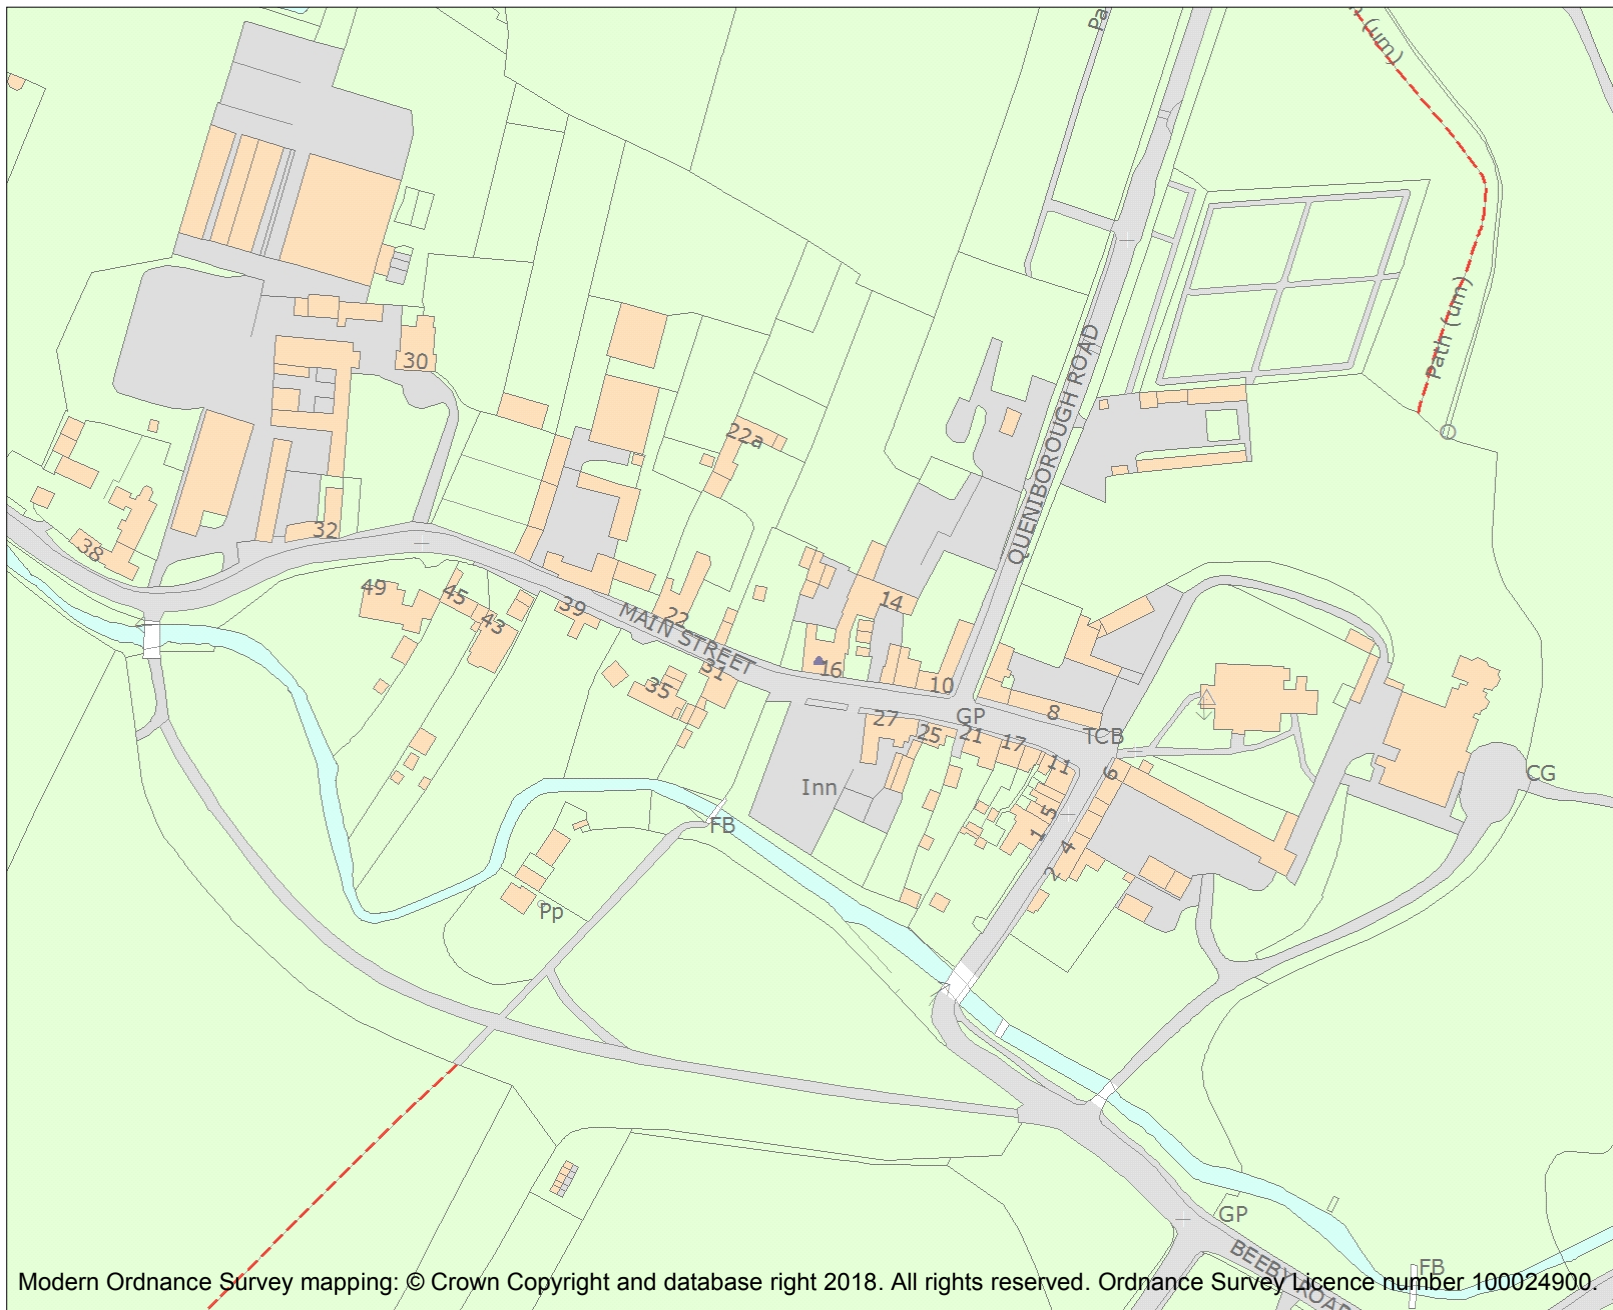 Pa
h (um)
Path (um)
QUENIBOROUGH ROAD
30
22a
32
38
49
45
43
39
MAIN STREET
22
14
16
10
31
35
27
GP
8
25
21
17
TCB
11
6
Inn
CG
5
1
4
2
FB
Pp
GP
BEEBY ROAD
FB
Modern Ordnance Survey mapping: © Crown Copyright and database right 2018. All rights reserved. Ordnance Survey Licence number 100024900.